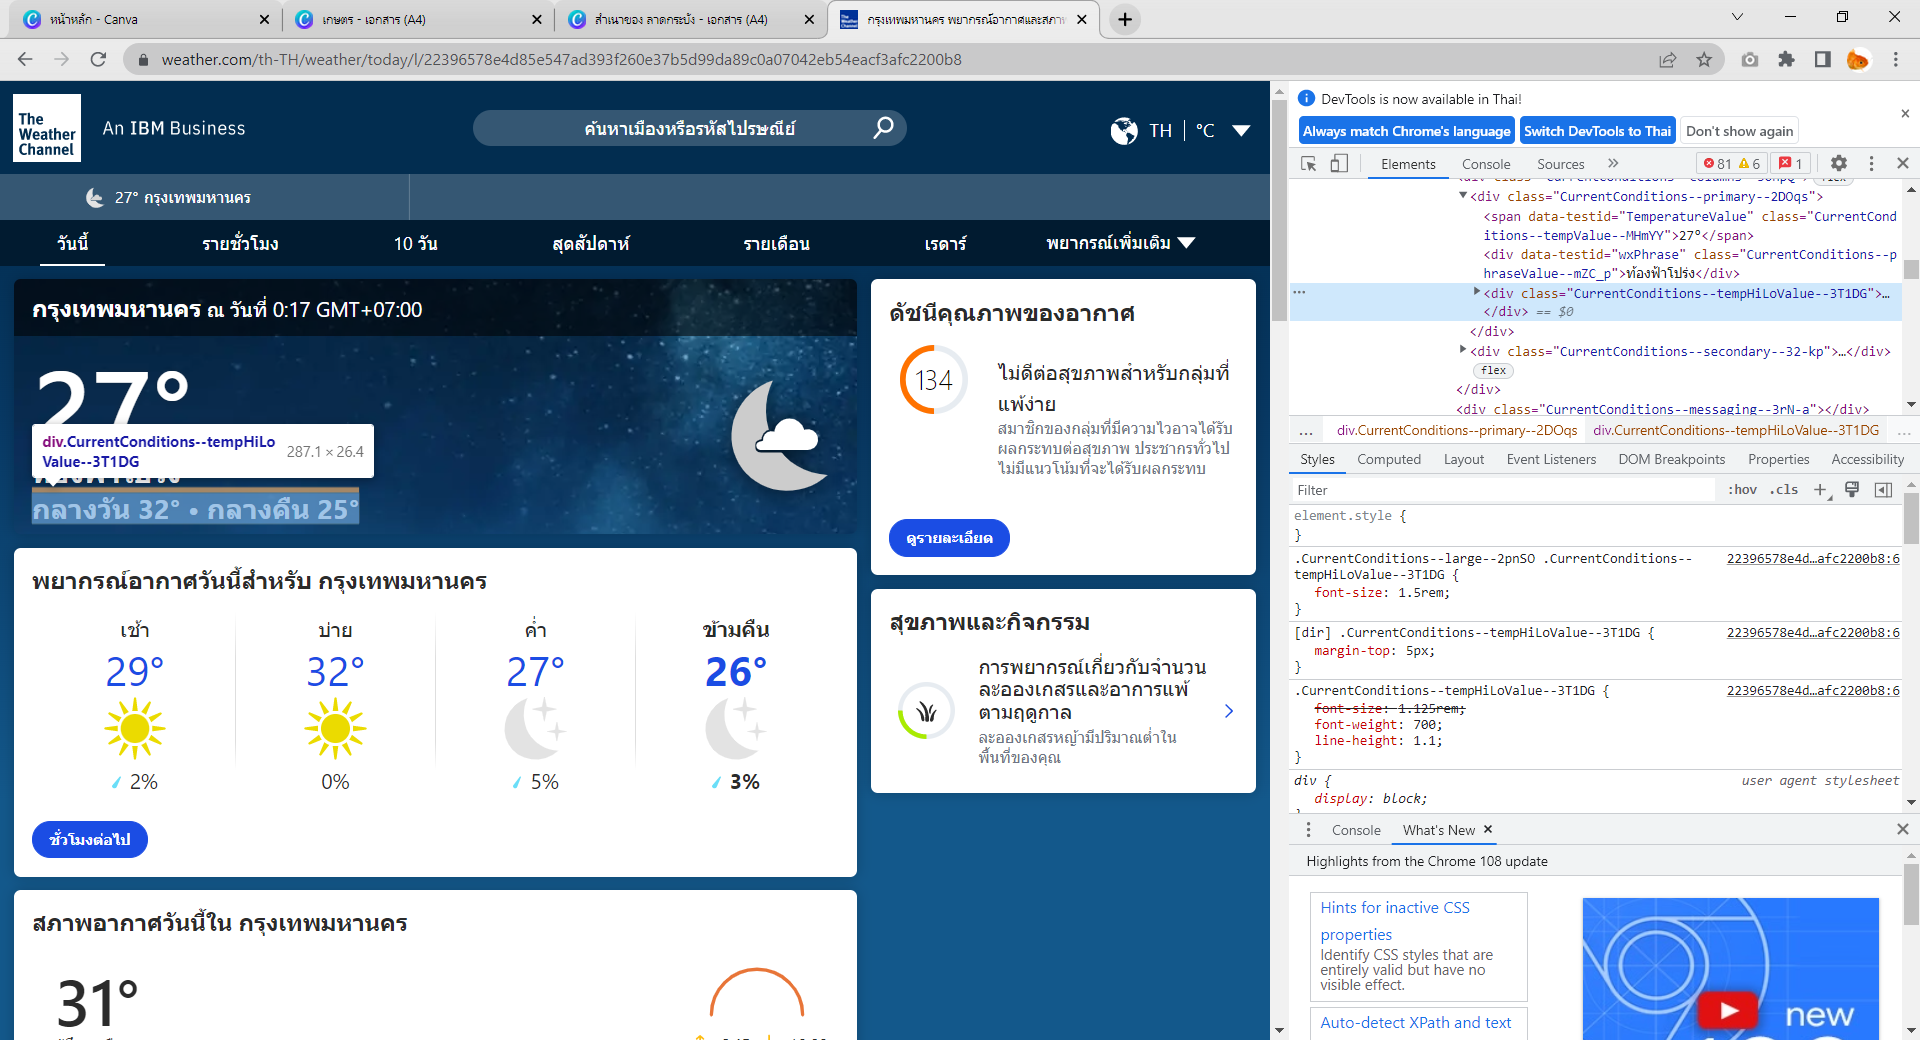 หน้าหลัก - Canva
เกษตร - เอกสาร (A4)
สำเนาของ ลาดกระบัง - เอกสาร (A4)
กรุงเทพมหานคร พยากรณ์อากาศและสภาพ
weather.com/th-TH/weather/today/l/22396578e4d85e547ad393f260e37b5d99da89c0a07042eb54eacf3afc2200b8
The
Weather
Channel
An IBM Business
ค้นหาเมืองหรือรหัสไปรษณีย์
TH
°C
27° กรุงเทพมหานคร
วันนี้
รายชั่วโมง
10 วัน
สุดสัปดาห์
รายเดือน
เรดาร์
พยากรณ์เพิ่มเติม
กรุงเทพมหานคร ณ วันที่ 0:17 GMT+07:00
27°
div.CurrentConditions--tempHiLo
Value--3T1DG
287.1 × 26.4
กลางวัน 32° • กลางคืน 25°
พยากรณ์อากาศวันนี้สำหรับ กรุงเทพมหานคร
เช้า
บ่าย
ค่ำ
ข้ามคืน
29°
32°
27°
26°
2%
0%
5%
3%
ชั่วโมงต่อไป
สภาพอากาศวันนี้ใน กรุงเทพมหานคร
31°
ดัชนีคุณภาพของอากาศ
134
ไม่ดีต่อสุขภาพสำหรับกลุ่มที่
แพ้ง่าย
สมาชิกของกลุ่มที่มีความไวอาจได้รับ
ผลกระทบต่อสุขภาพ ประชากรทั่วไป
ไม่มีแนวโน้มที่จะได้รับผลกระทบ
ดูรายละเอียด
สุขภาพและกิจกรรม
การพยากรณ์เกี่ยวกับจำนวน
ละอองเกสรและอาการแพ้
ตามฤดูกาล
ละอองเกสรหญ้ามีปริมาณต่ำใน
พื้นที่ของคุณ
DevTools is now available in Thai!
Always match Chrome's language
Switch DevTools to Thai
Don't show again
Elements
Console
Sources
81
6
1
<div class="CurrentConditions--primary--2DOqs">
<span data-testid="TemperatureValue" class="CurrentCond
itions--tempValue--MHmYY">27°</span>
<div data-testid="wxPhrase" class="CurrentConditions--p
hraseValue--mZC_p">ท้องฟ้าโปร่ง</div>
<div class="CurrentConditions--tempHiLoValue--3T1DG">…
</div> == $0
</div>
<div class="CurrentConditions--secondary--32-kp">…</div>
flex
</div>
<div class="CurrentConditions--messaging--3rN-a"></div>
...
div.CurrentConditions--primary--2DOqs
div.CurrentConditions--tempHiLoValue--3T1DG
...
Styles
Computed
Layout
Event Listeners
DOM Breakpoints
Properties
Accessibility
Filter
:hov
.cls
element.style {
}
.CurrentConditions--large--2pnSO .CurrentConditions--
22396578e4d…afc2200b8:6
tempHiLoValue--3T1DG {
font-size: 1.5rem;
}
[dir] .CurrentConditions--tempHiLoValue--3T1DG {
22396578e4d…afc2200b8:6
margin-top: 5px;
}
.CurrentConditions--tempHiLoValue--3T1DG {
22396578e4d…afc2200b8:6
font-size: 1.125rem;
font-weight: 700;
line-height: 1.1;
}
div {
user agent stylesheet
display: block;
Console
What's New
Highlights from the Chrome 108 update
Hints for inactive CSS
properties
Identify CSS styles that are
entirely valid but have no
visible effect.
Auto-detect XPath and text
new